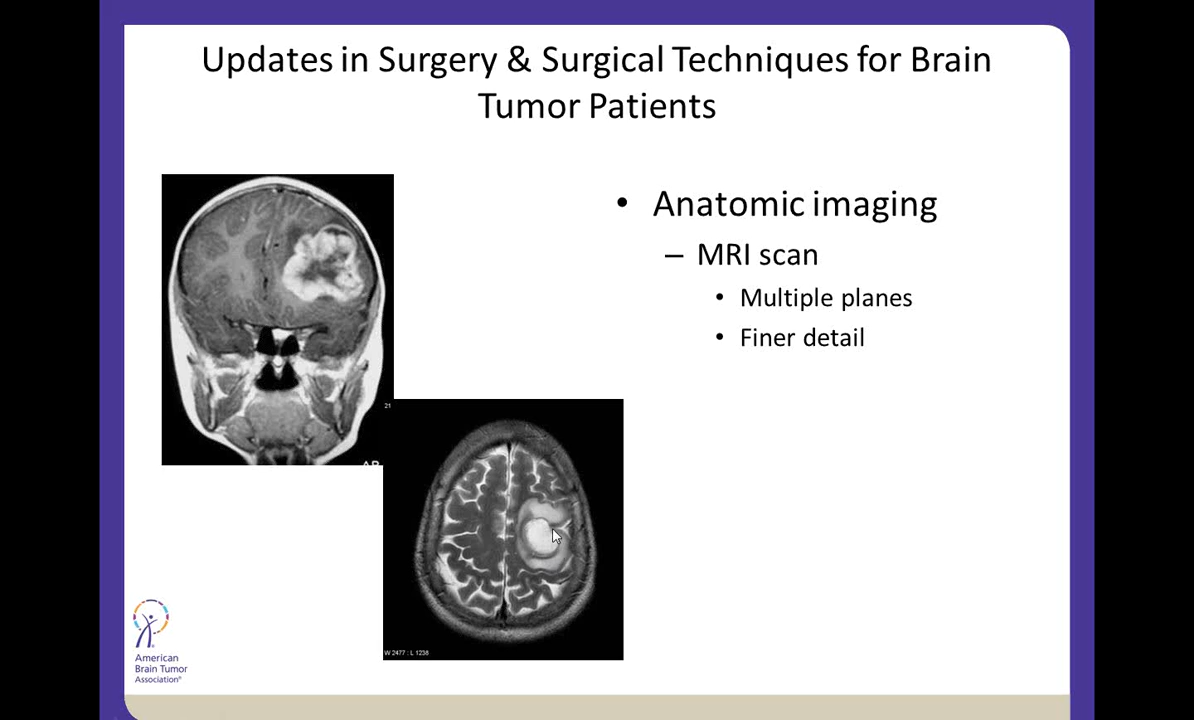 Updates in Surgery & Surgical Techniques for Brain
Tumor Patients
• Anatomic imaging
– MRI scan
• Multiple planes
• Finer detail
21
W 2477 : L 1238
American
Brain Tumor
Association®